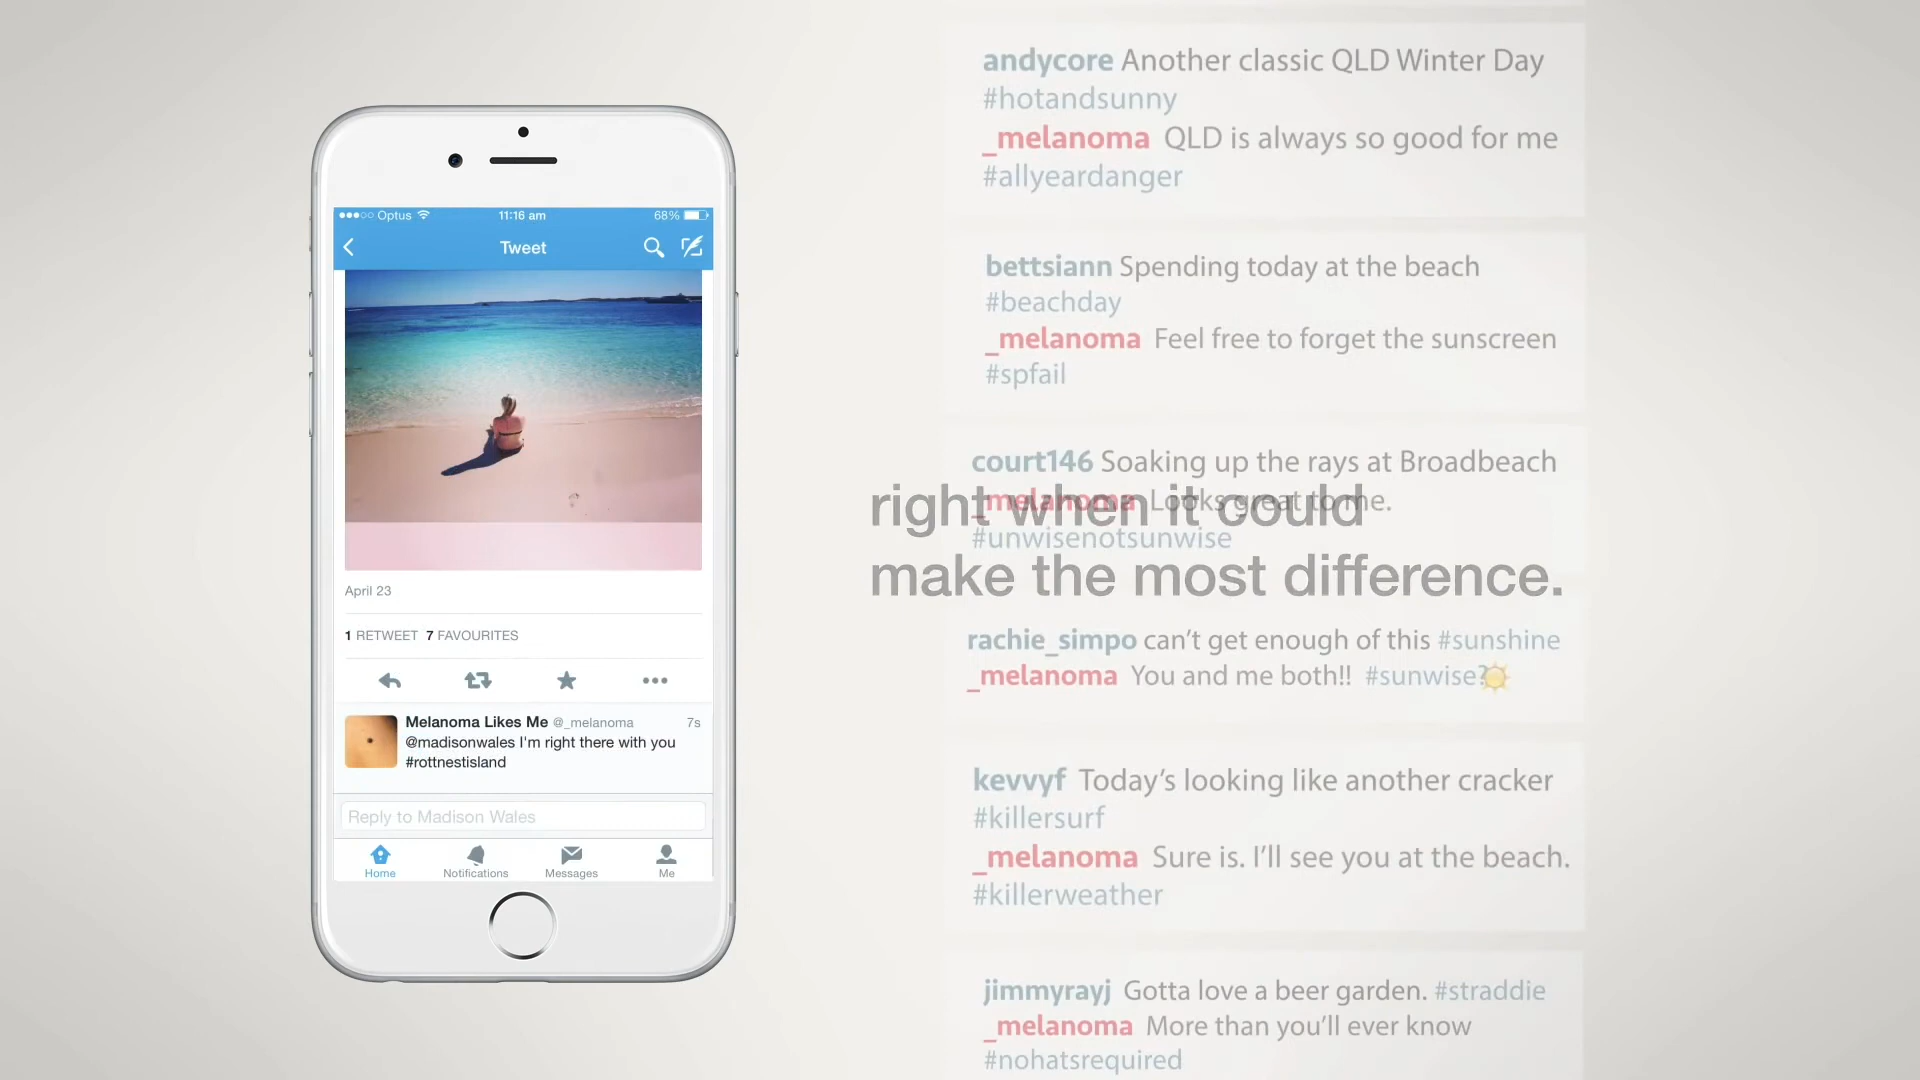 Optus
11:16 am
68%
Tweet
April 23
1 RETWEET 7 FAVOURITES
Melanoma Likes Me @_melanoma 7s
@madisonwales I'm right there with you
#rottnestisland
Reply to Madison Wales
Home
Notifications
Messages
Me
andycore Another classic QLD Winter Day
#hotandsunny
_melanoma QLD is always so good for me
#allyeardanger
bettsiann Spending today at the beach
#beachday
_melanoma Feel free to forget the sunscreen
#spfail
court146 Soaking up the rays at Broadbeach
_melanoma Looks great to me.
#unwisenotsunwise
right when it could
make the most difference.
rachie_simpo can't get enough of this #sunshine
_melanoma You and me both!! #sunwise?
kevvyf Today's looking like another cracker
#killersurf
_melanoma Sure is. I'll see you at the beach.
#killerweather
jimmyrayj Gotta love a beer garden. #straddie
_melanoma More than you'll ever know
#nohatsrequired